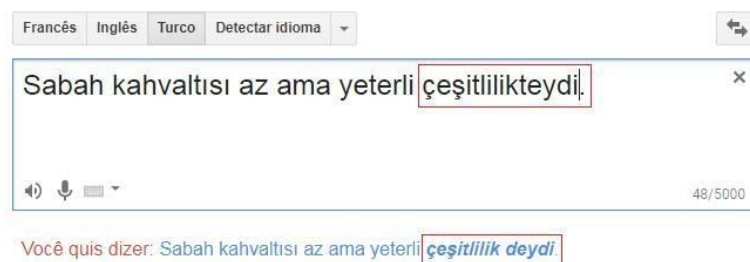 Francês Inglês Turco Detectar idioma
Sabah kahvaltısı az ama yeterli çeşitlilikteydi.
48/5000
Você quis dizer: Sabah kahvaltısı az ama yeterli çeşitlilik deydi.